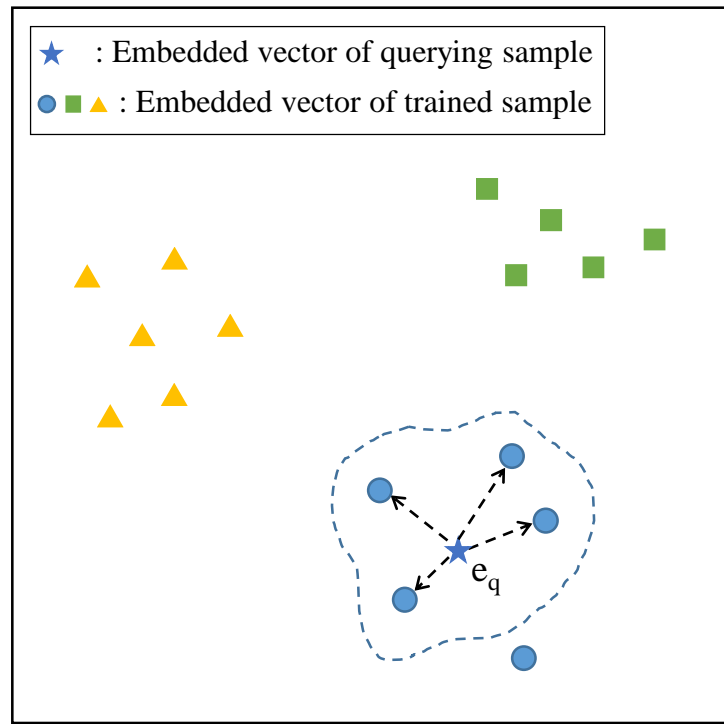 : Embedded vector of querying sample
: Embedded vector of trained sample
e_q